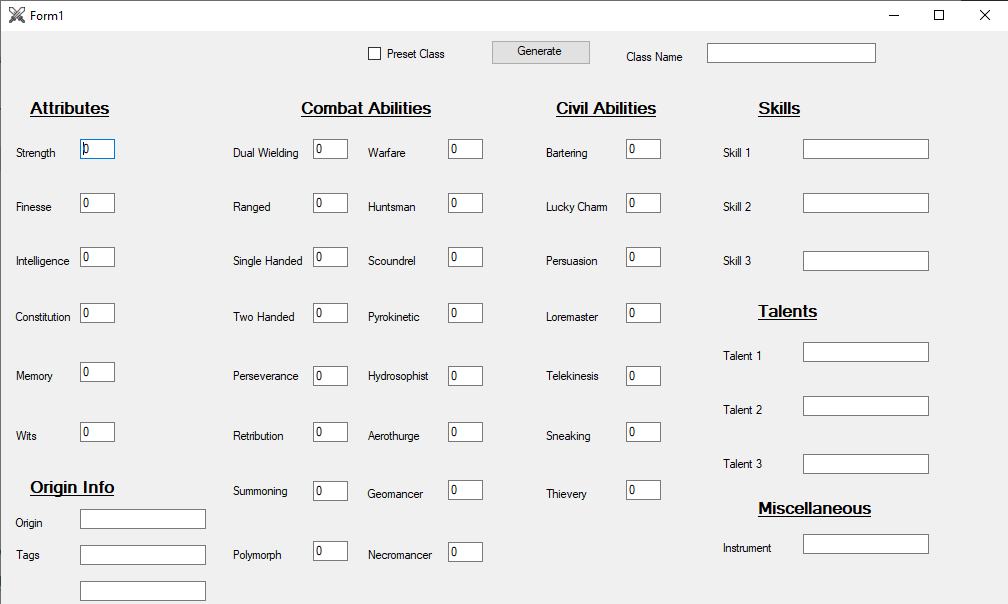 Form1
Preset Class Generate Class Name
Attributes Combat Abilities Civil Abilities Skills
Strength 0 Dual Wielding 0 Warfare 0 Bartering 0 Skill 1
Finesse 0 Ranged 0 Huntsman 0 Lucky Charm 0 Skill 2
Intelligence 0 Single Handed 0 Scoundrel 0 Persuasion 0 Skill 3
Constitution 0 Two Handed 0 Pyrokinetic 0 Loremaster 0 Talents
Memory 0 Perseverance 0 Hydrosophist 0 Telekinesis 0 Talent 1
Talent 2
Wits 0 Retribution 0 Aerothurge 0 Sneaking 0
Talent 3
Origin Info Summoning 0 Geomancer 0 Thievery 0
Miscellaneous
Origin
Tags Polymorph 0 Necromancer 0 Instrument